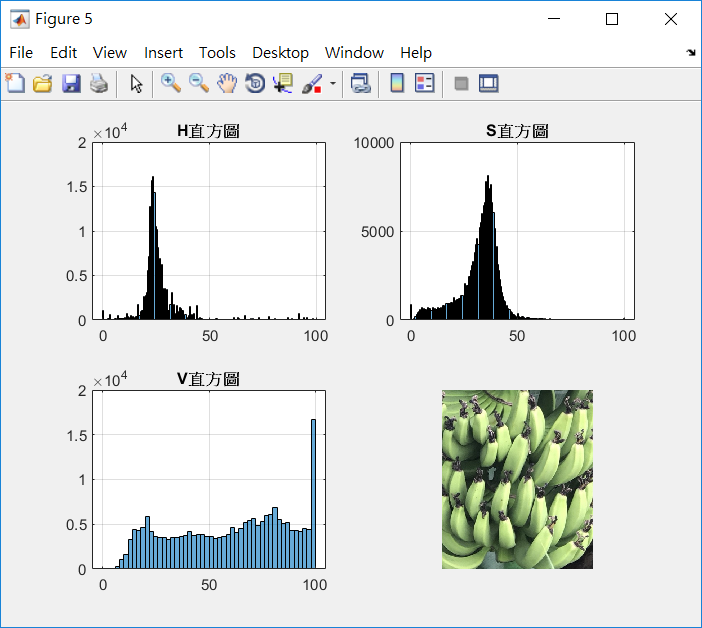 Figure 5
File Edit View Insert Tools Desktop Window Help
H直方圖
×10^4
2
1.5
1
0.5
0
0 50 100
S直方圖
10000
5000
0
0 50 100
V直方圖
×10^4
2
1.5
1
0.5
0
0 50 100